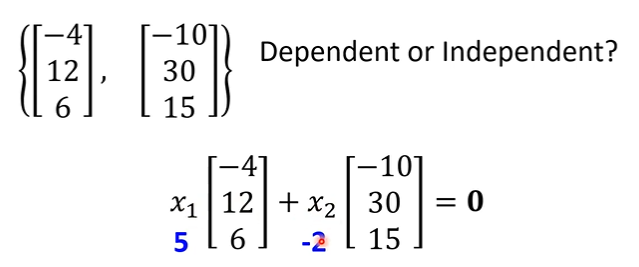 {[−4 12 6], [−10 30 15]} Dependent or Independent?
x₁ [−4 12 6] + x₂ [−10 30 15] = 0
5 -2